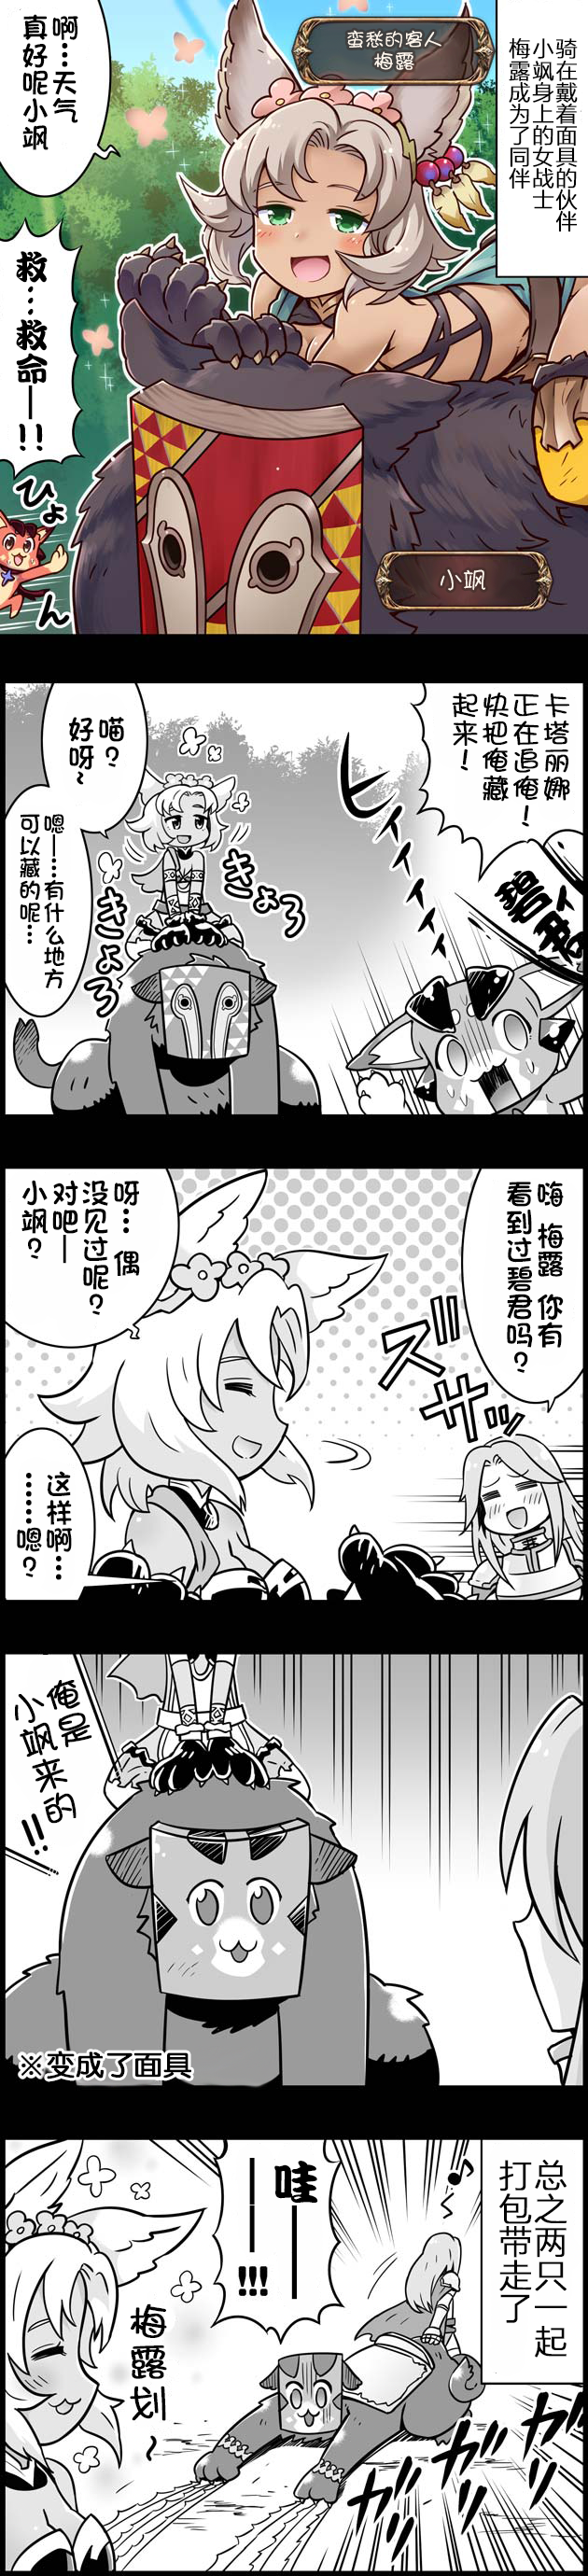 骑在戴着面具的伙伴
小飒身上的女战士
梅露成为了同伴
蛮愁的客人
梅露
啊…天气
真好呢小飒
救…救命—!!
ひょ
ん
小飒
卡塔丽娜
正在追俺！
快把俺藏
起来！
碧
君
ヒィィィィ
喵？
好呀~
嗯—…有什么地方
可以藏的呢…
きょろ
きょろ
嗨 梅露 你有
看到过碧君吗？
ズザッ
呀… 偶
没见过呢？
对吧—
小飒？
这样啊…
……嗯？
俺是
小飒来的
!!
※变成了面具
总之两只一起
打包带走了
哇——
——!!!
梅露划~
ガガガガ